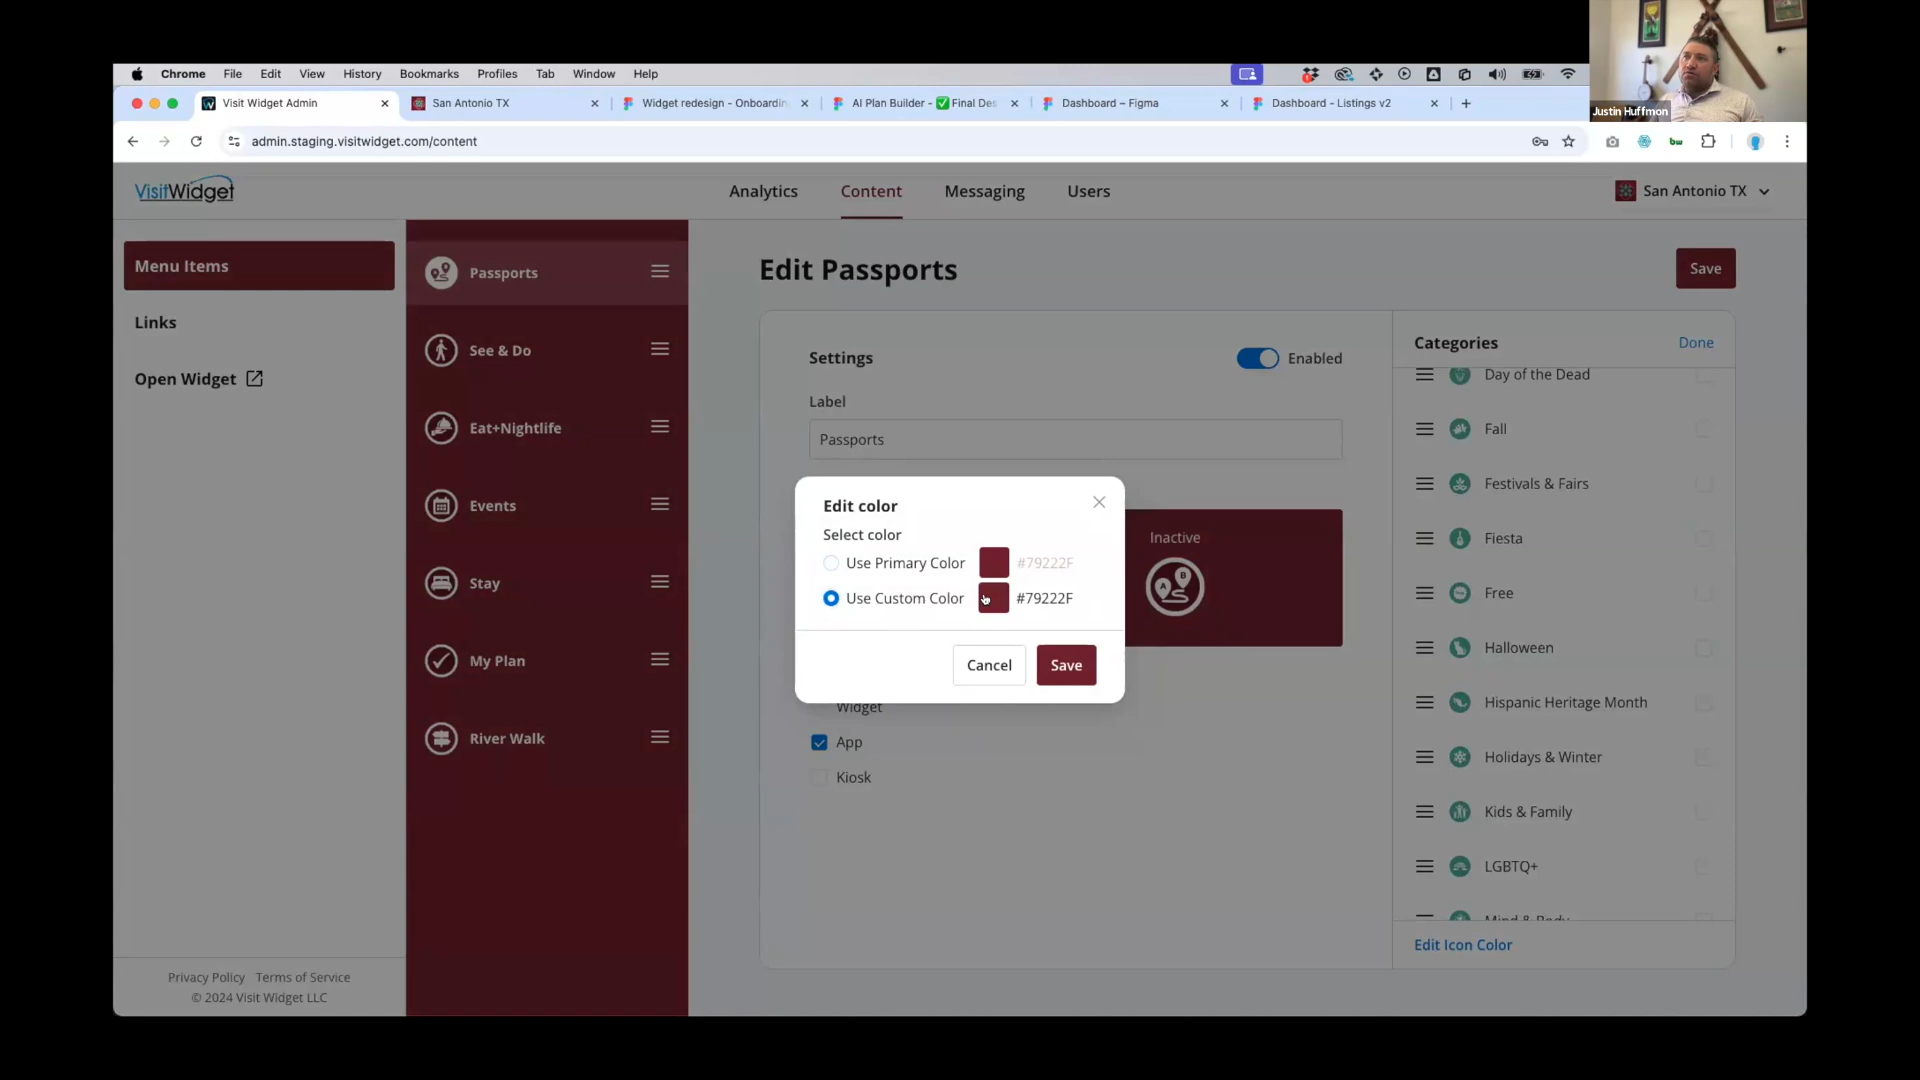 Justin Huffmon
Chrome File Edit View History Bookmarks Profiles Tab Window Help
Visit Widget Admin San Antonio TX Widget redesign - Onboardin AI Plan Builder - ✅ Final Des Dashboard – Figma Dashboard - Listings v2
admin.staging.visitwidget.com/content
bw
VisitWidget Analytics Content Messaging Users San Antonio TX
Menu Items
Links
Open Widget
Privacy Policy Terms of Service
© 2024 Visit Widget LLC
Passports
See & Do
Eat+Nightlife
Events
Stay
My Plan
River Walk
Edit Passports
Save
Settings
Enabled
Label
Passports
Inactive
A B
Edit color
Select color
Use Primary Color #79222F
Use Custom Color #79222F
Cancel Save
Widget
App
Kiosk
Categories Done
Day of the Dead
Fall
Festivals & Fairs
Fiesta
Free
Halloween
Hispanic Heritage Month
Holidays & Winter
Kids & Family
LGBTQ+
Mind & Body
Edit Icon Color